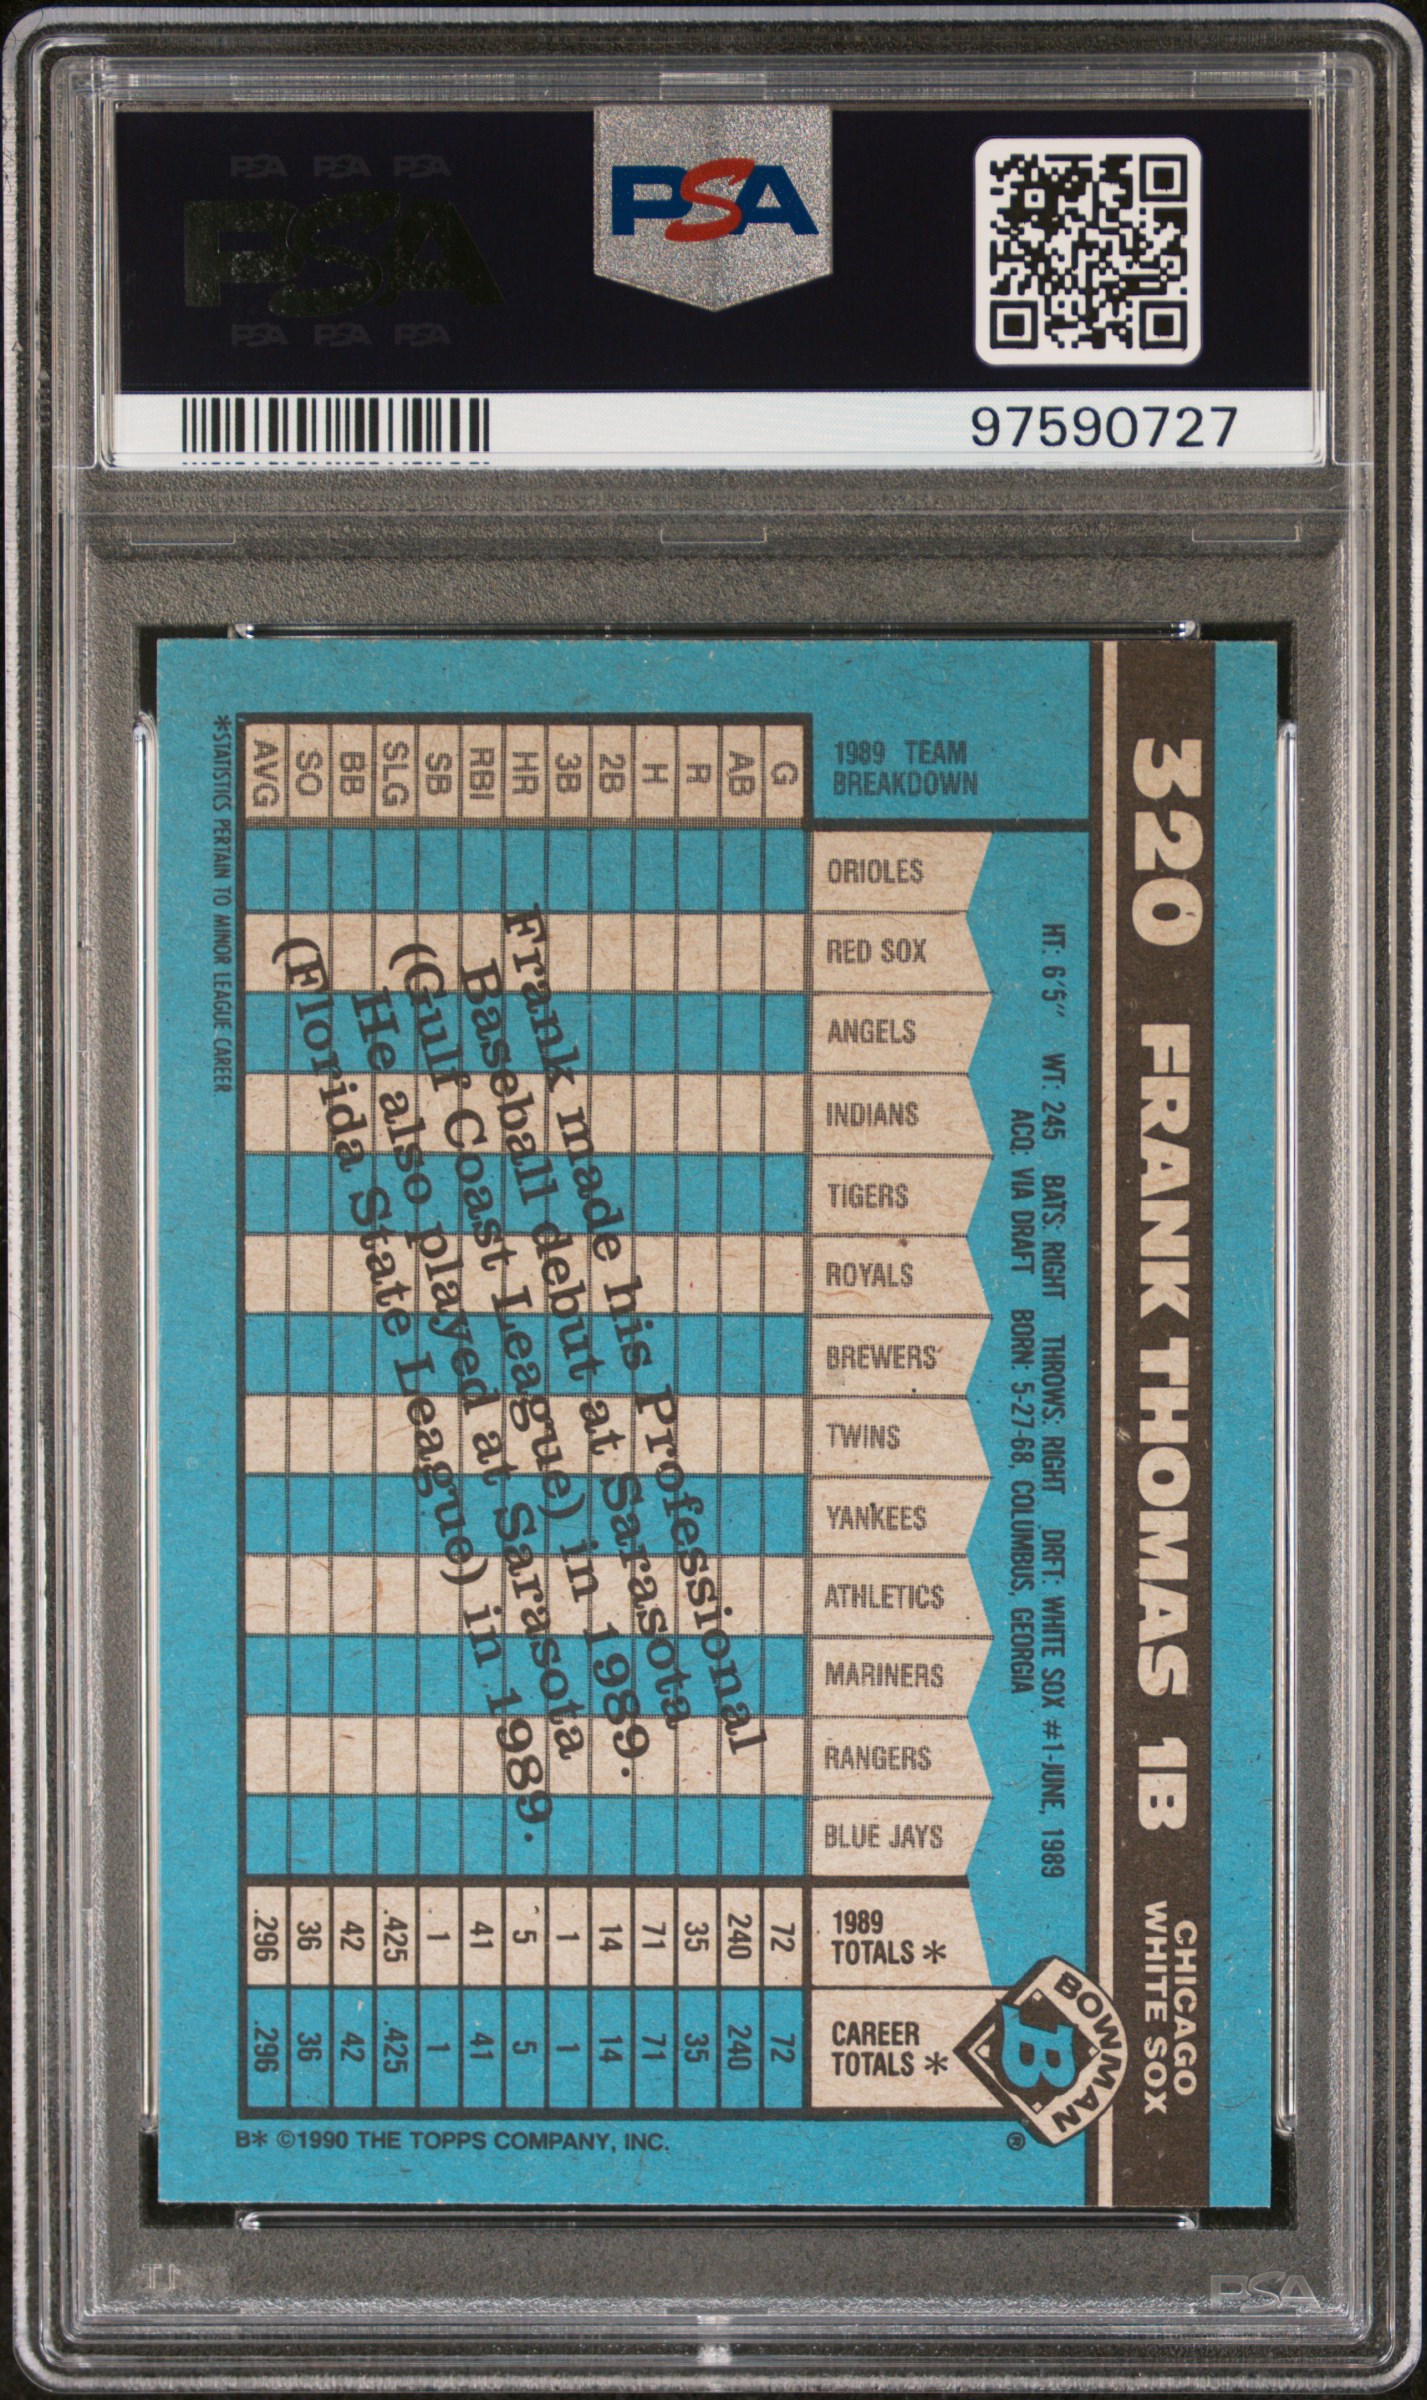 PSA PSA PSA
PSA
PSA PSA PSA
PSA
97590727
320 FRANK THOMAS 1B
CHICAGO
WHITE SOX
HT: 6'5" WT: 245 BATS: RIGHT THROWS: RIGHT DRFT: WHITE SOX #1-JUNE, 1989
ACQ: VIA DRAFT BORN: 5-27-68, COLUMBUS, GEORGIA
BOWMAN
B
®
1989 TEAM
BREAKDOWN
G AB R H 2B 3B HR RBI SB SLG BB SO AVG
ORIOLES
RED SOX
ANGELS
INDIANS
TIGERS
ROYALS
BREWERS
TWINS
YANKEES
ATHLETICS
MARINERS
RANGERS
BLUE JAYS
1989
TOTALS * 72 240 35 71 14 1 5 41 1 .425 42 36 .296
CAREER
TOTALS * 72 240 35 71 14 1 5 41 1 .425 42 36 .296
Frank made his Professional
Baseball debut at Sarasota
(Gulf Coast League) in 1989.
He also played at Sarasota
(Florida State League) in 1989.
*STATISTICS PERTAIN TO MINOR LEAGUE CAREER
B* ©1990 THE TOPPS COMPANY, INC.
PSA